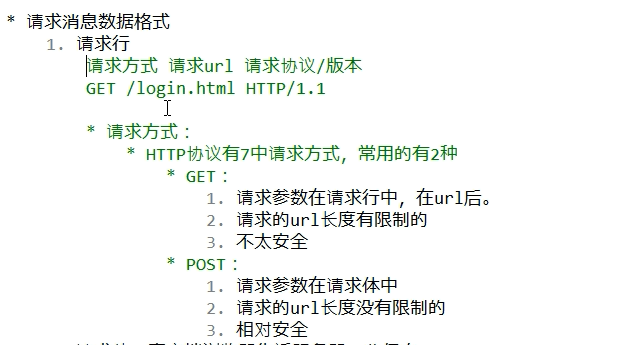 * 请求消息数据格式
1. 请求行
请求方式 请求url 请求协议/版本
GET /login.html HTTP/1.1
* 请求方式：
* HTTP协议有7中请求方式，常用的有2种
* GET：
1. 请求参数在请求行中，在url后。
2. 请求的url长度有限制的
3. 不太安全
* POST：
1. 请求参数在请求体中
2. 请求的url长度没有限制的
3. 相对安全